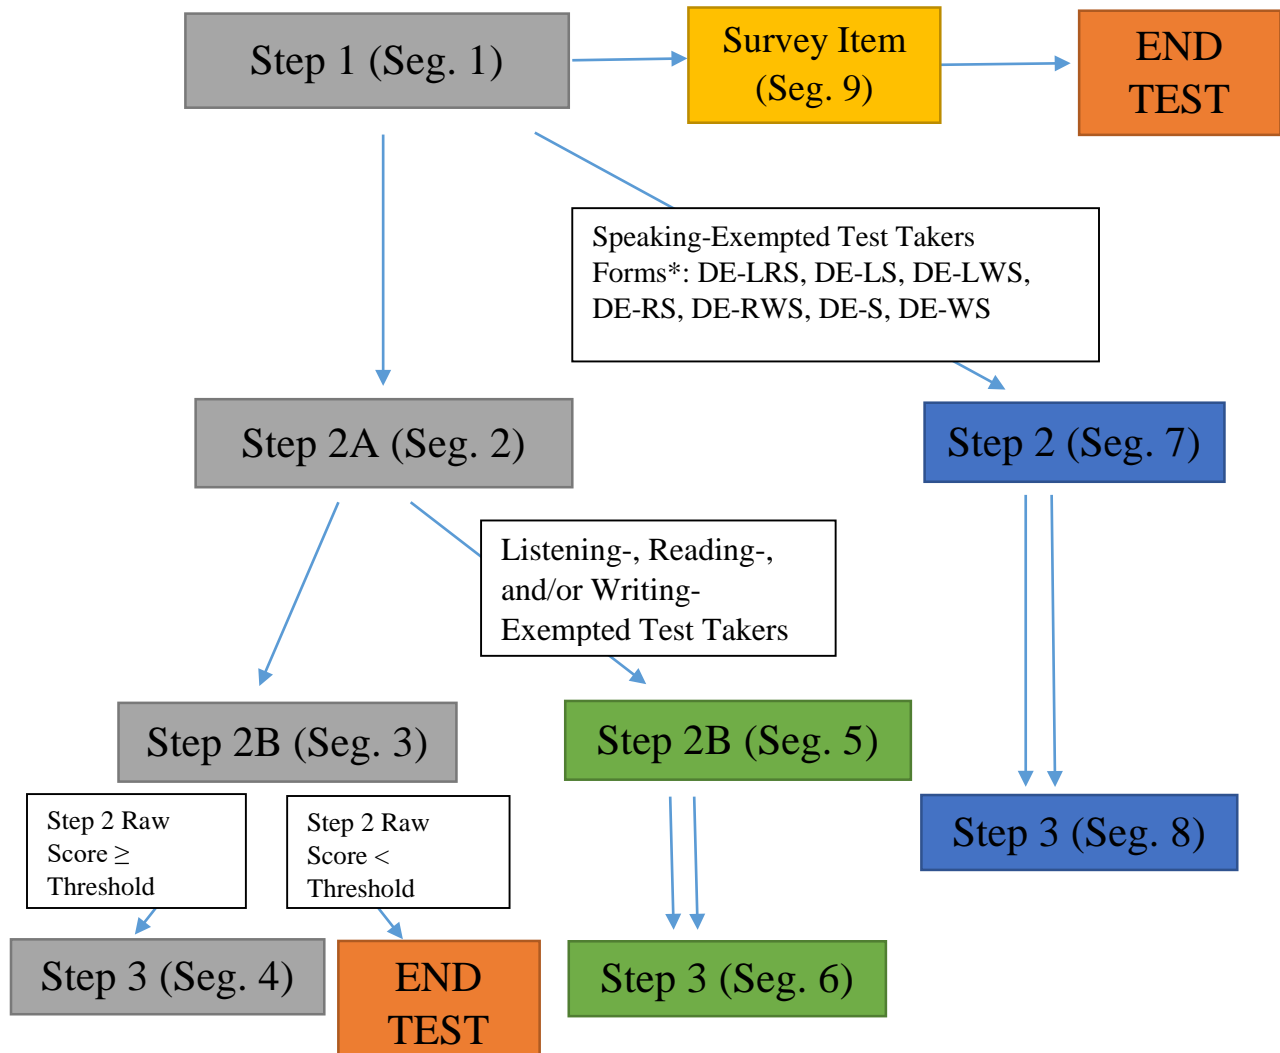 Step 1 (Seg. 1)
Survey Item
(Seg. 9)
END
TEST
Speaking-Exempted Test Takers
Forms*: DE-LRS, DE-LS, DE-LWS,
DE-RS, DE-RWS, DE-S, DE-WS
Step 2A (Seg. 2)
Step 2 (Seg. 7)
Listening-, Reading-,
and/or Writing-
Exempted Test Takers
Step 2B (Seg. 3)
Step 2B (Seg. 5)
Step 3 (Seg. 8)
Step 2 Raw
Score ≥
Threshold
Step 2 Raw
Score <
Threshold
Step 3 (Seg. 4)
END
TEST
Step 3 (Seg. 6)